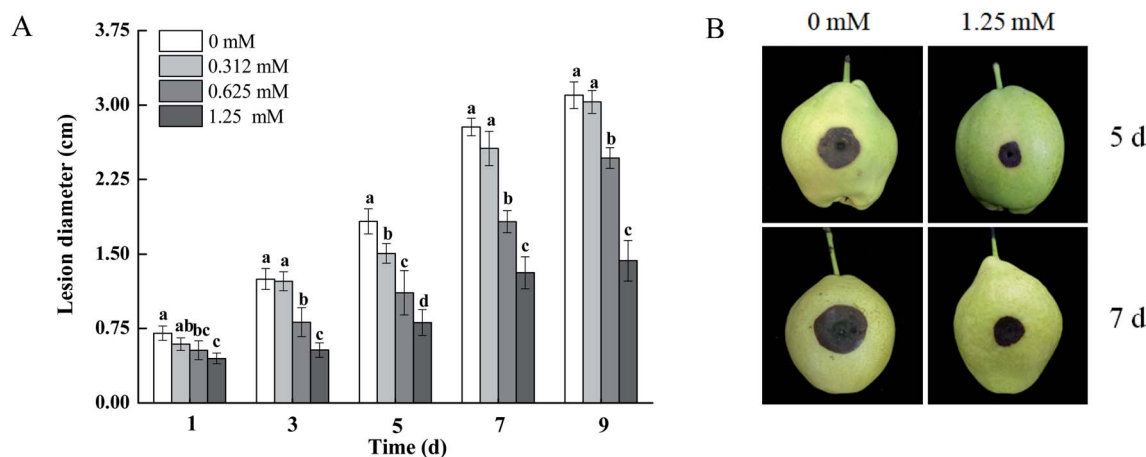 A
Lesion diameter (cm)
3.75
3.00
2.25
1.50
0.75
0.00
0 mM
0.312 mM
0.625 mM
1.25 mM
a
ab
bc
c
a
a
b
c
a
b
c
d
a
a
b
c
a
a
b
c
1
3
5
7
9
Time (d)
B
0 mM
1.25 mM
5 d
7 d